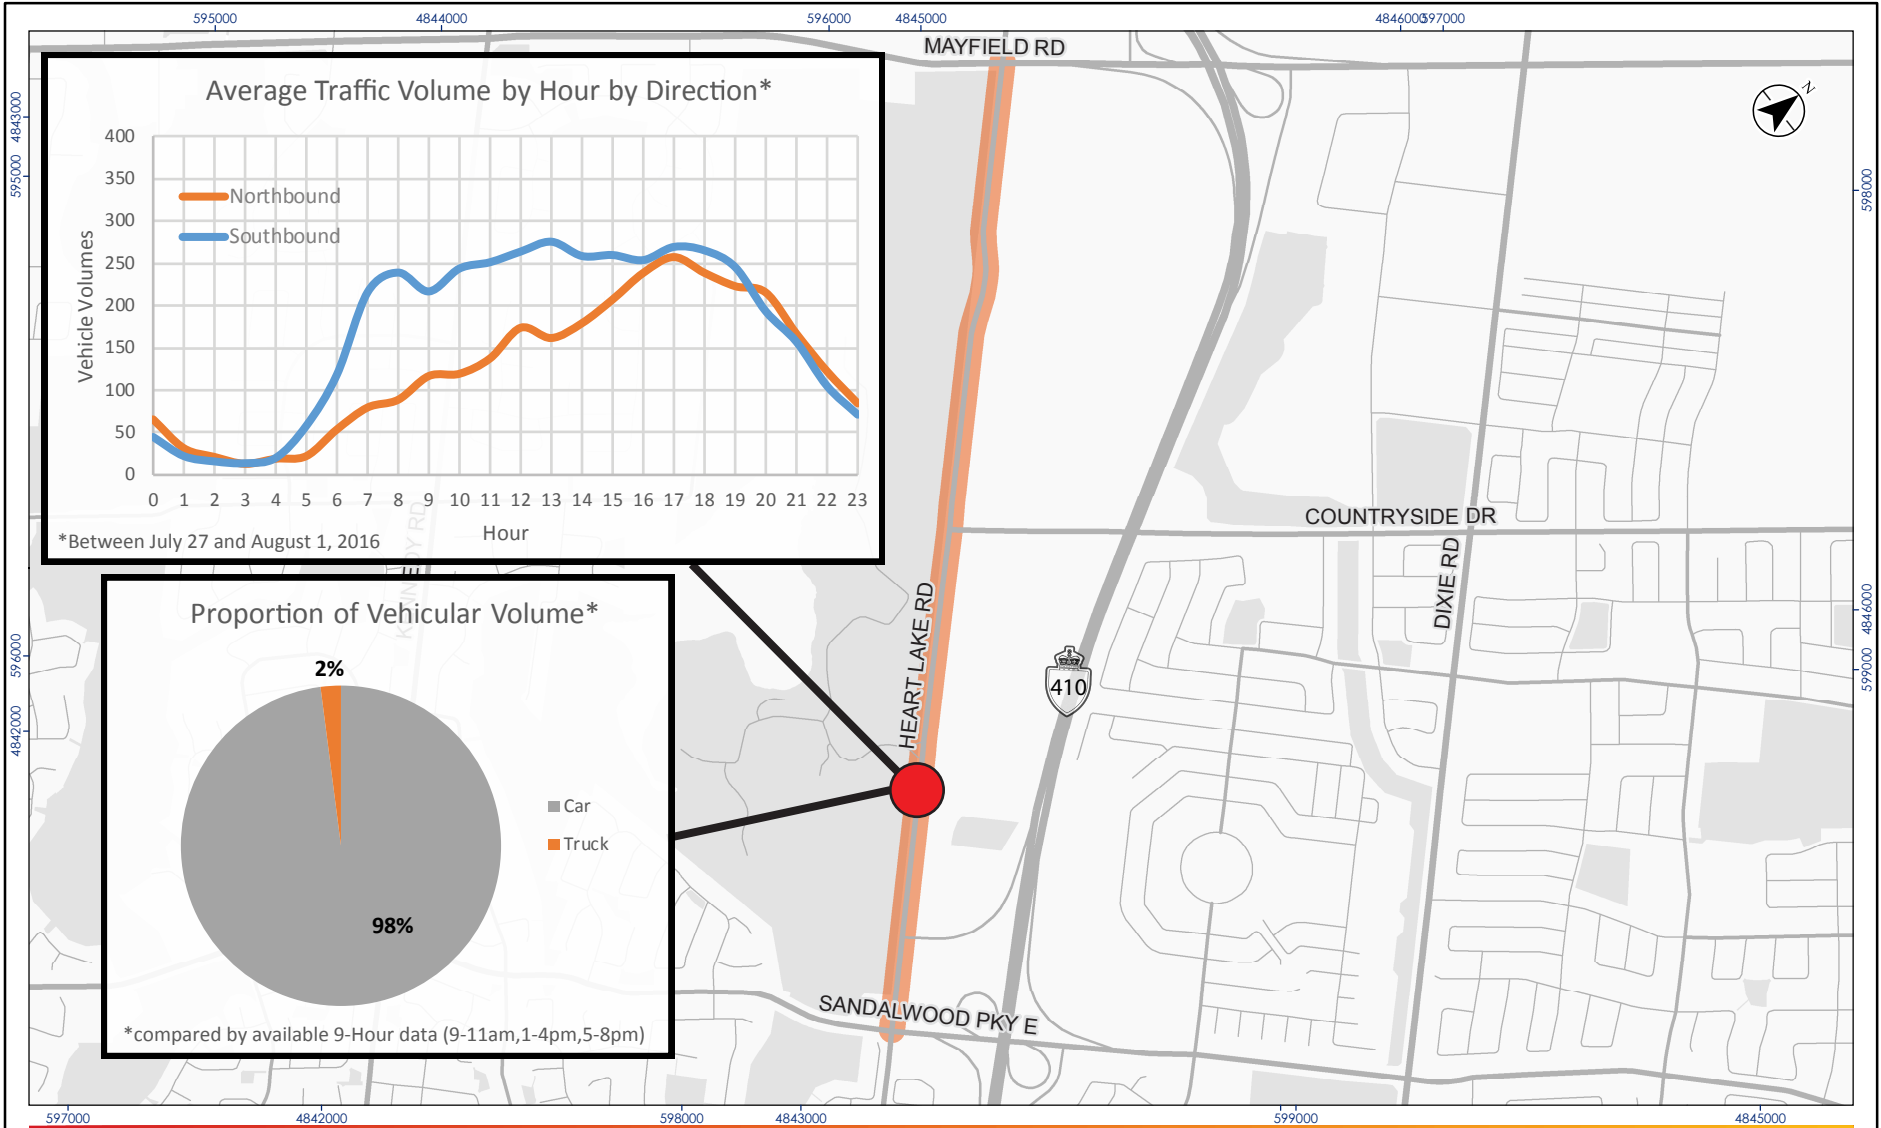 595000 4844000 596000 4845000 4846000 597000
MAYFIELD RD
N
4843000
595000
598000
Average Traffic Volume by Hour by Direction*
400
350
300
250
200
150
100
50
0
Vehicle Volumes
Northbound
Southbound
0 1 2 3 4 5 6 7 8 9 10 11 12 13 14 15 16 17 18 19 20 21 22 23
Hour
*Between July 27 and August 1, 2016
KENNEDY RD
COUNTRYSIDE DR
DIXIE RD
HEART LAKE RD
410
4846000
599000
596000
4842000
Proportion of Vehicular Volume*
2%
98%
Car
Truck
*compared by available 9-Hour data (9-11am,1-4pm,5-8pm)
SANDALWOOD PKY E
597000 4842000 598000 4843000 599000 4845000